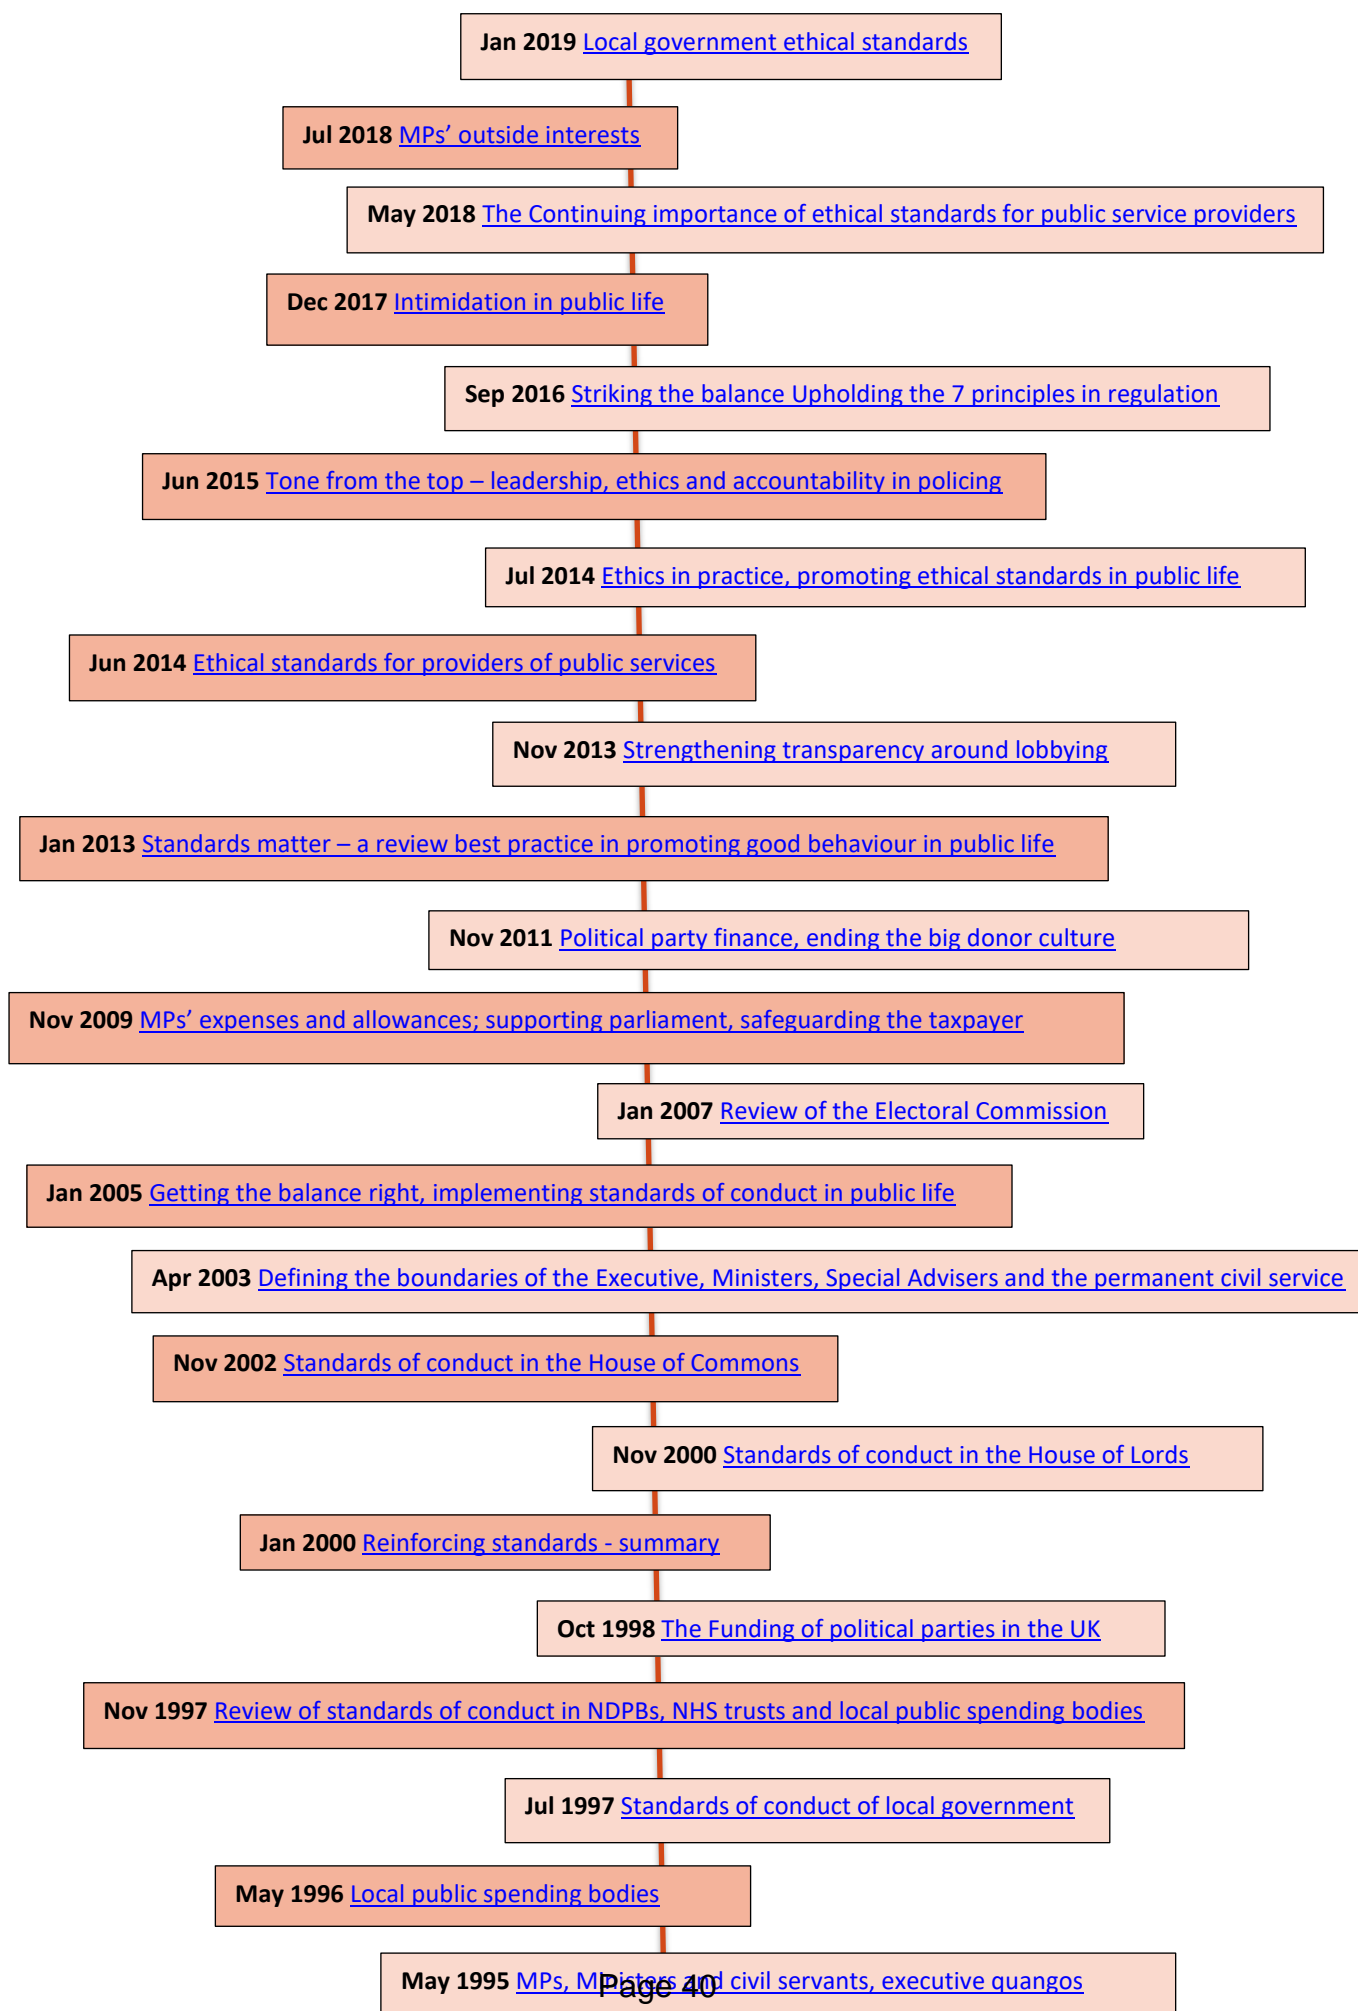 Jan 2019 Local government ethical standards
Jul 2018 MPs’ outside interests
May 2018 The Continuing importance of ethical standards for public service providers
Dec 2017 Intimidation in public life
Sep 2016 Striking the balance Upholding the 7 principles in regulation
Jun 2015 Tone from the top – leadership, ethics and accountability in policing
Jul 2014 Ethics in practice, promoting ethical standards in public life
Jun 2014 Ethical standards for providers of public services
Nov 2013 Strengthening transparency around lobbying
Jan 2013 Standards matter – a review best practice in promoting good behaviour in public life
Nov 2011 Political party finance, ending the big donor culture
Nov 2009 MPs’ expenses and allowances; supporting parliament, safeguarding the taxpayer
Jan 2007 Review of the Electoral Commission
Jan 2005 Getting the balance right, implementing standards of conduct in public life
Apr 2003 Defining the boundaries of the Executive, Ministers, Special Advisers and the permanent civil service
Nov 2002 Standards of conduct in the House of Commons
Nov 2000 Standards of conduct in the House of Lords
Jan 2000 Reinforcing standards - summary
Oct 1998 The Funding of political parties in the UK
Nov 1997 Review of standards of conduct in NDPBs, NHS trusts and local public spending bodies
Jul 1997 Standards of conduct of local government
May 1996 Local public spending bodies
May 1995 MPs, Ministers and civil servants, executive quangos
Page 40